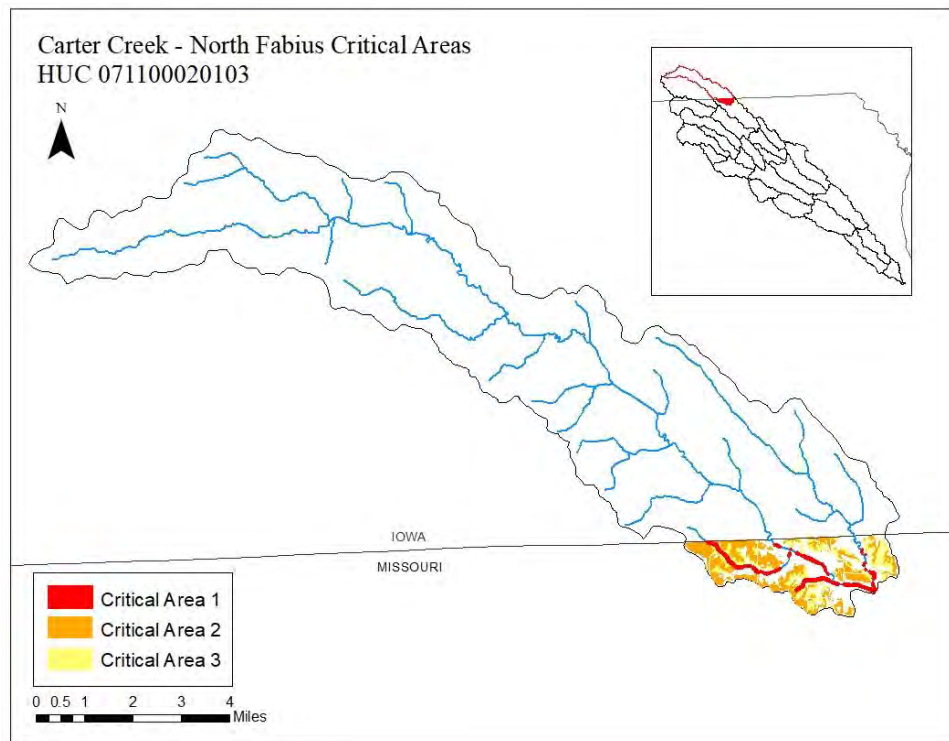 Carter Creek - North Fabius Critical Areas
HUC 071100020103
N
IOWA
MISSOURI
Critical Area 1
Critical Area 2
Critical Area 3
0 0.5 1 2 3 4
Miles